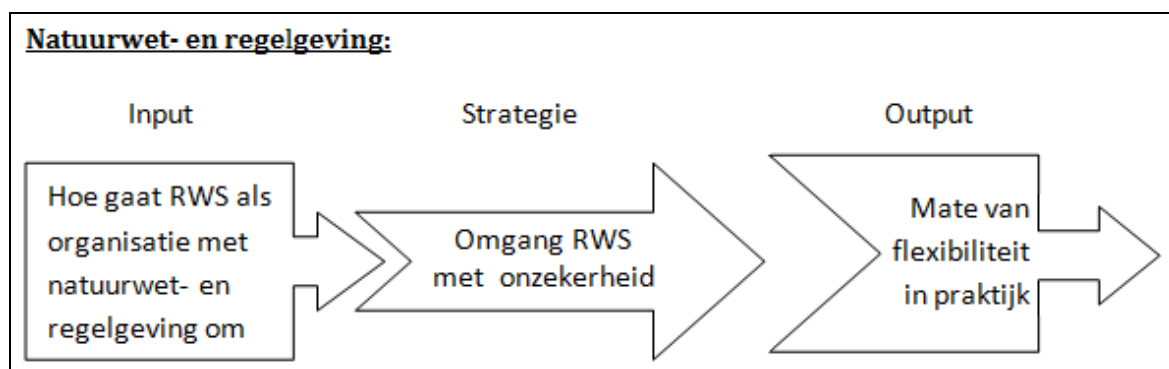 Natuurwet- en regelgeving:
Input
Strategie
Output
Hoe gaat RWS als
organisatie met
natuurwet- en
regelgeving om
Omgang RWS
met onzekerheid
Mate van
flexibiliteit
in praktijk